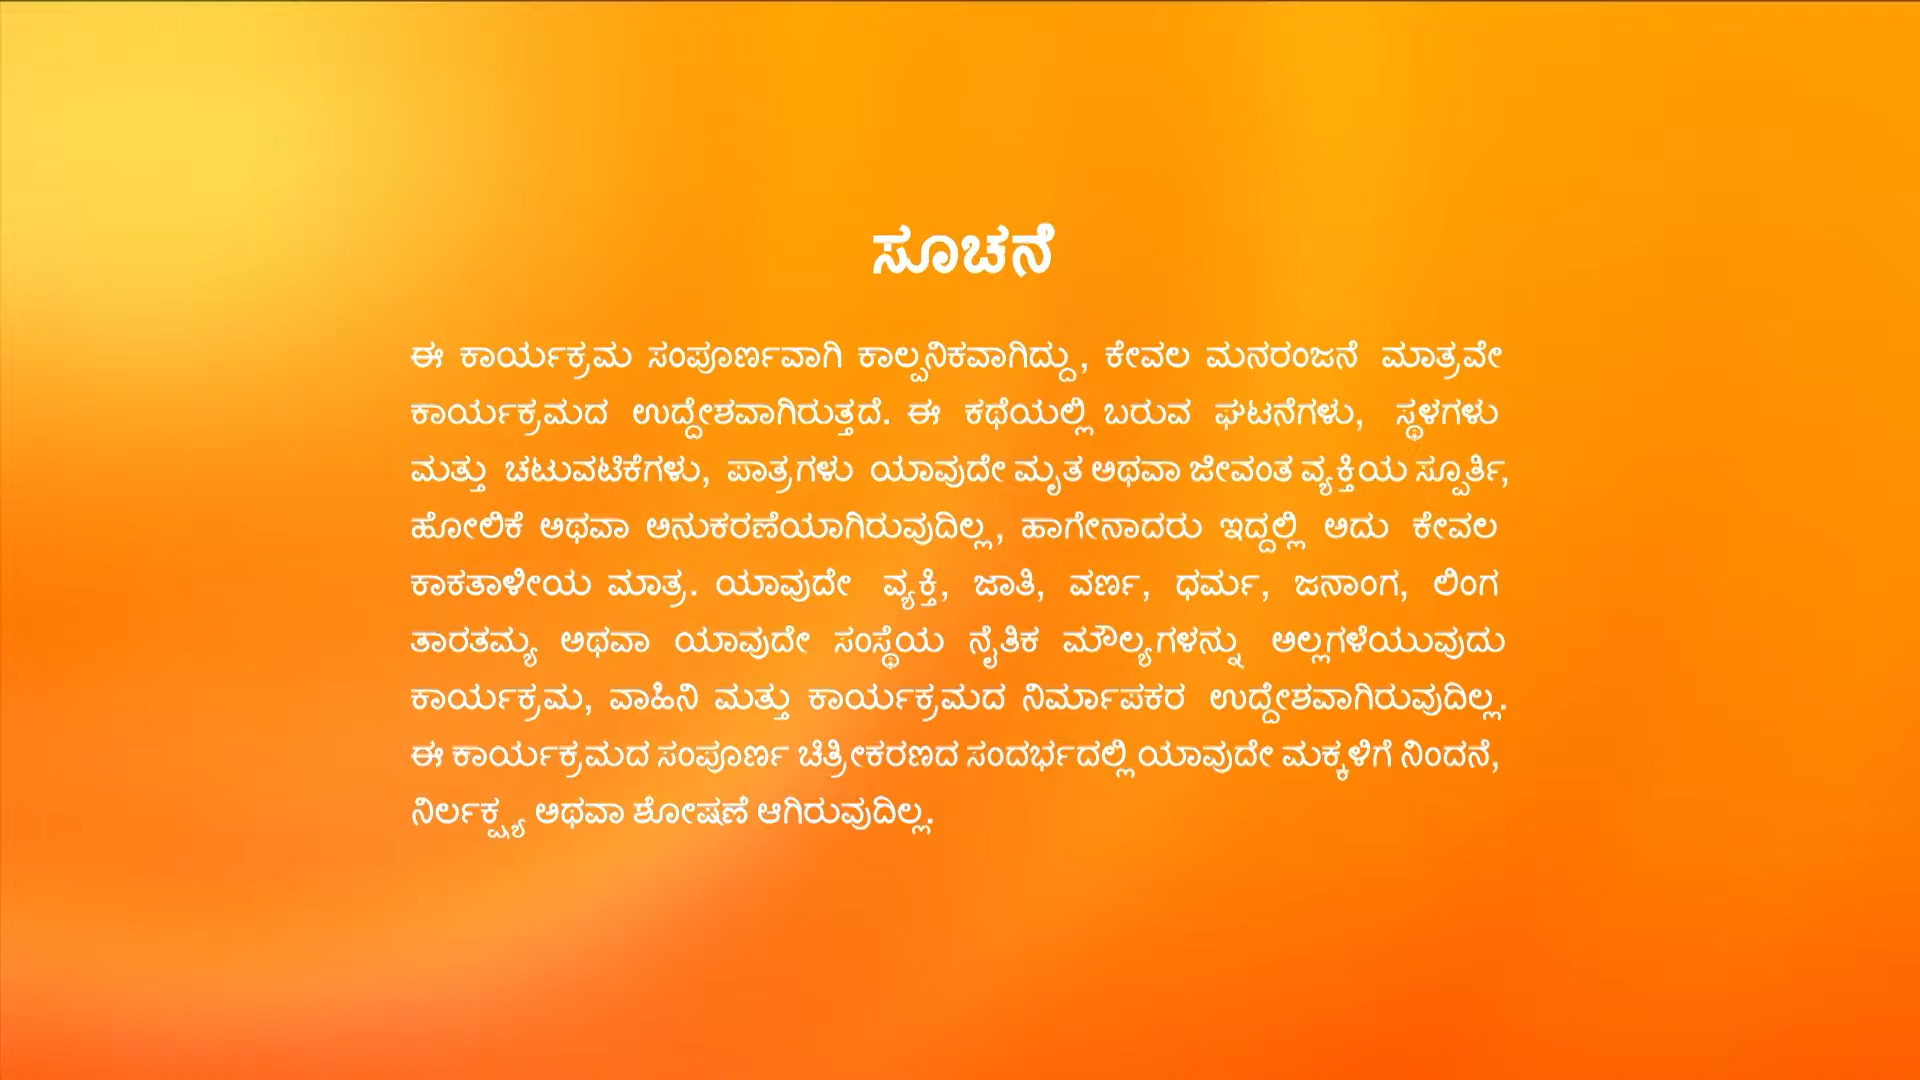 ಸೂಚನೆ
ಈ ಕಾರ್ಯಕ್ರಮ ಸಂಪೂರ್ಣವಾಗಿ ಕಾಲ್ಪನಿಕವಾಗಿದ್ದು, ಕೇವಲ ಮನರಂಜನೆ ಮಾತ್ರವೇ
ಕಾರ್ಯಕ್ರಮದ ಉದ್ದೇಶವಾಗಿರುತ್ತದೆ. ಈ ಕಥೆಯಲ್ಲಿ ಬರುವ ಘಟನೆಗಳು, ಸ್ಥಳಗಳು
ಮತ್ತು ಚಟುವಟಿಕೆಗಳು, ಪಾತ್ರಗಳು ಯಾವುದೇ ಮೃತ ಅಥವಾ ಜೀವಂತ ವ್ಯಕ್ತಿಯ ಸ್ಪೂರ್ತಿ,
ಹೋಲಿಕೆ ಅಥವಾ ಅನುಕರಣೆಯಾಗಿರುವುದಿಲ್ಲ, ಹಾಗೇನಾದರು ಇದ್ದಲ್ಲಿ ಅದು ಕೇವಲ
ಕಾಕತಾಳೀಯ ಮಾತ್ರ. ಯಾವುದೇ ವ್ಯಕ್ತಿ, ಜಾತಿ, ವರ್ಣ, ಧರ್ಮ, ಜನಾಂಗ, ಲಿಂಗ
ತಾರತಮ್ಯ ಅಥವಾ ಯಾವುದೇ ಸಂಸ್ಥೆಯ ನೈತಿಕ ಮೌಲ್ಯಗಳನ್ನು ಅಲ್ಲಗಳೆಯುವುದು
ಕಾರ್ಯಕ್ರಮ, ವಾಹಿನಿ ಮತ್ತು ಕಾರ್ಯಕ್ರಮದ ನಿರ್ಮಾಪಕರ ಉದ್ದೇಶವಾಗಿರುವುದಿಲ್ಲ.
ಈ ಕಾರ್ಯಕ್ರಮದ ಸಂಪೂರ್ಣ ಚಿತ್ರೀಕರಣದ ಸಂದರ್ಭದಲ್ಲಿ ಯಾವುದೇ ಮಕ್ಕಳಿಗೆ ನಿಂದನೆ,
ನಿರ್ಲಕ್ಷ್ಯ ಅಥವಾ ಶೋಷಣೆ ಆಗಿರುವುದಿಲ್ಲ.